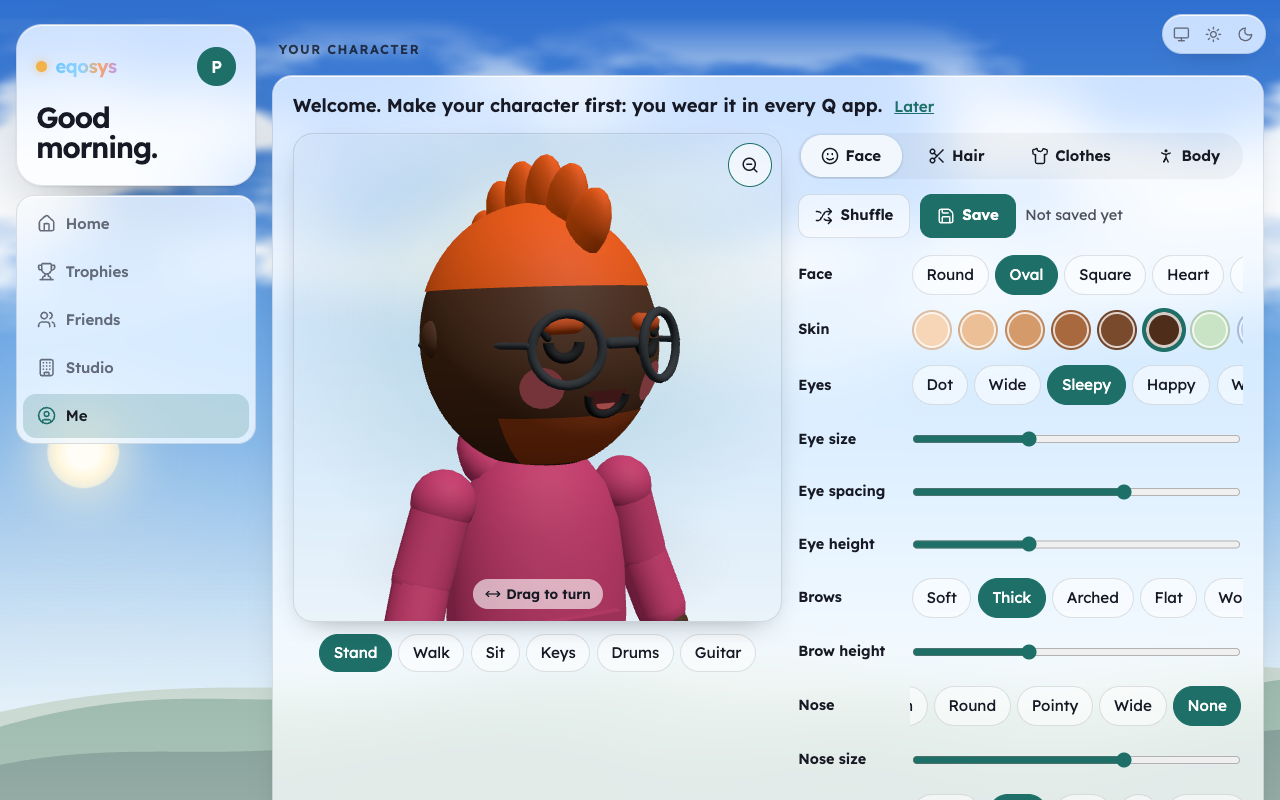 eqosys
P
Good
morning.
Home
Trophies
Friends
Studio
Me
YOUR CHARACTER
Welcome. Make your character first: you wear it in every Q app. Later
Drag to turn
Stand Walk Sit Keys Drums Guitar
Face Hair Clothes Body
Shuffle Save Not saved yet
Face Round Oval Square Heart
Skin
Eyes Dot Wide Sleepy Happy
Eye size
Eye spacing
Eye height
Brows Soft Thick Arched Flat
Brow height
Nose Round Pointy Wide None
Nose size